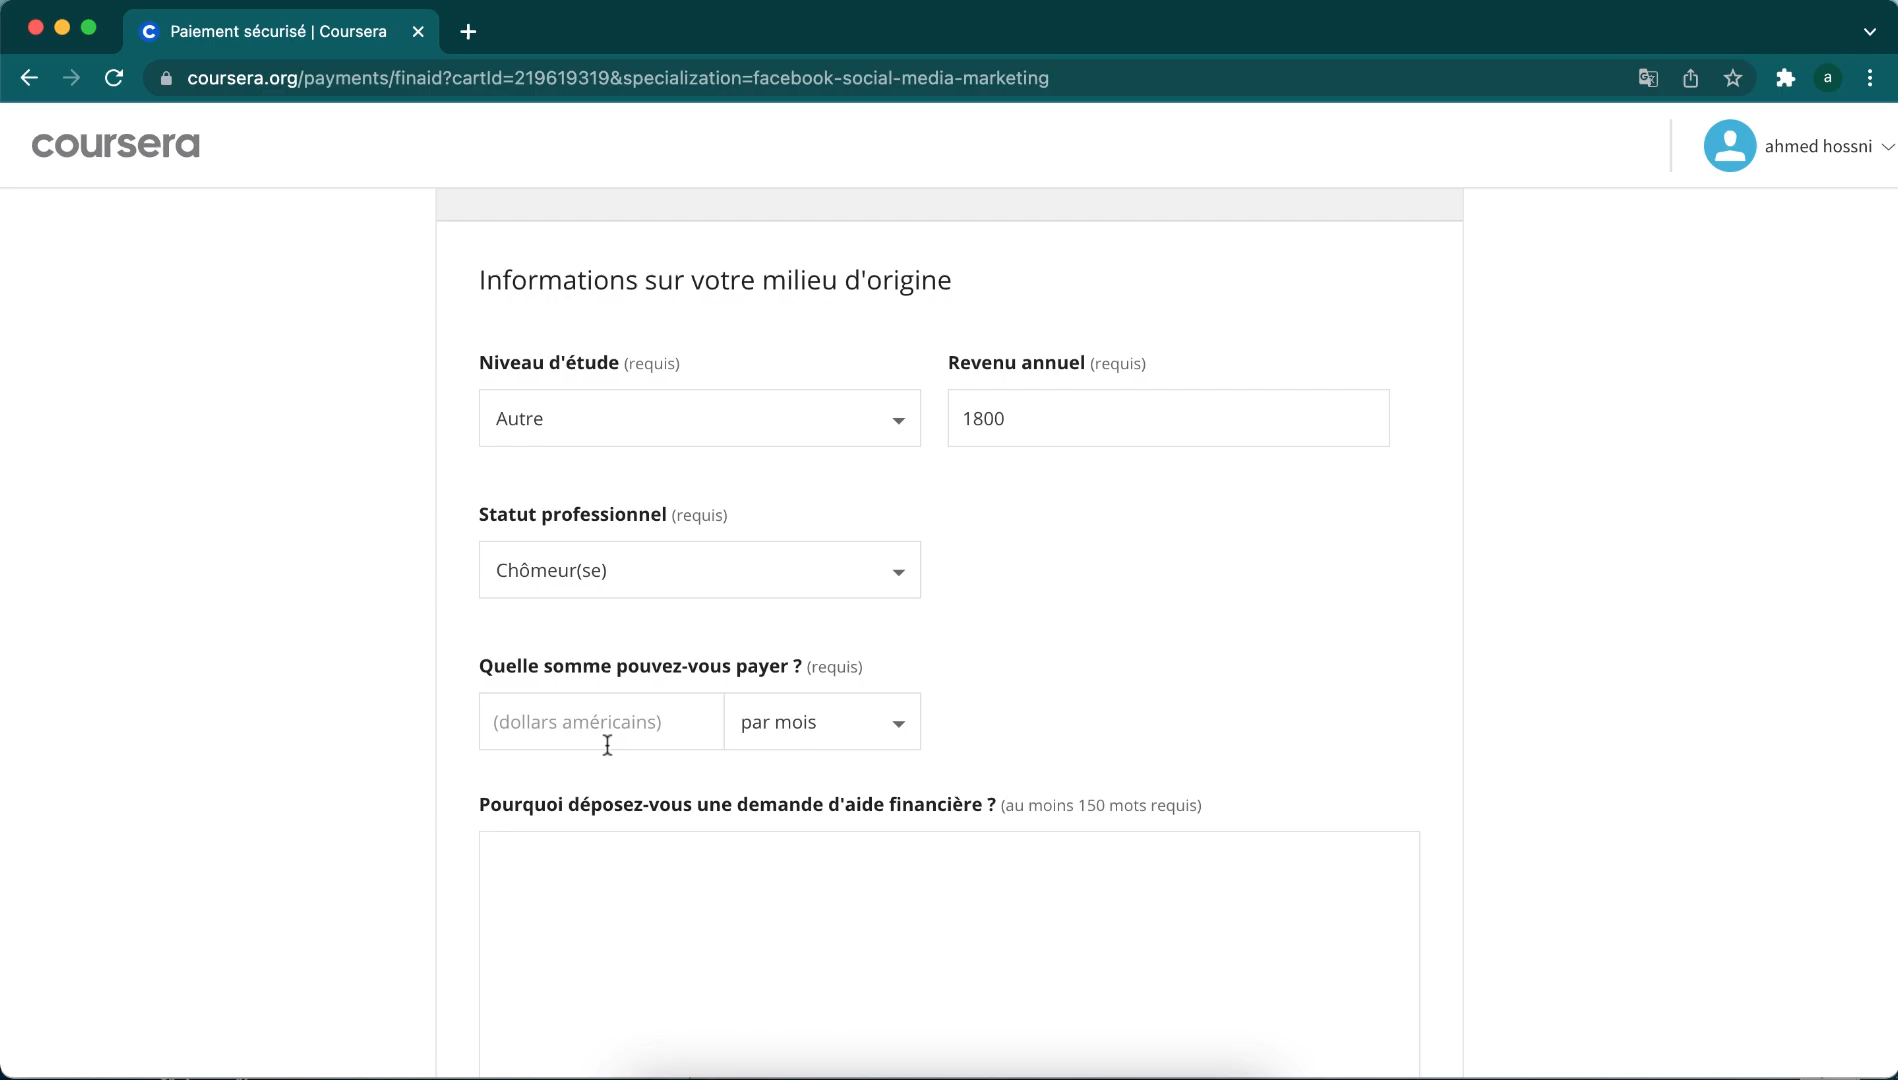 Paiement sécurisé | Coursera
coursera.org/payments/finaid?cartId=219619319&specialization=facebook-social-media-marketing
a
coursera
ahmed hossni
Informations sur votre milieu d'origine
Niveau d'étude (requis)
Revenu annuel (requis)
Autre
1800
Statut professionnel (requis)
Chômeur(se)
Quelle somme pouvez-vous payer ? (requis)
(dollars américains)
par mois
Pourquoi déposez-vous une demande d'aide financière ? (au moins 150 mots requis)